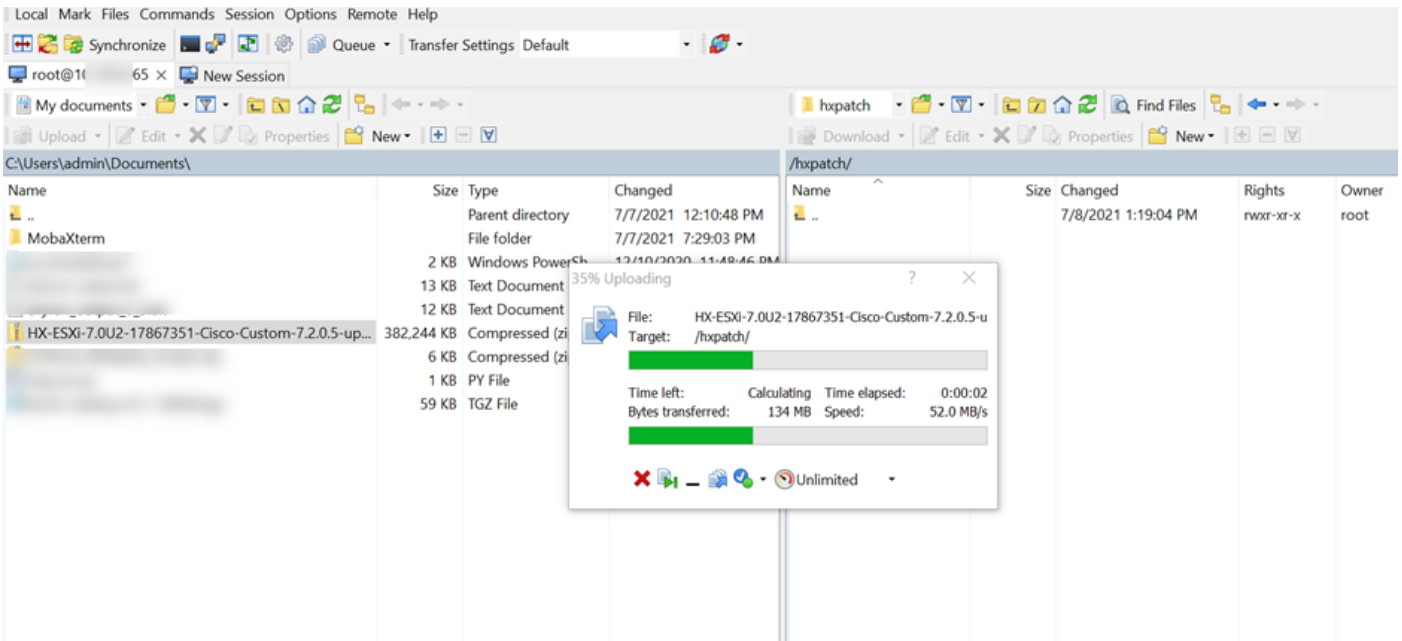 Local Mark Files Commands Session Options Remote Help
Synchronize Queue Transfer Settings Default
root@1 65 × New Session
My documents
hxpatch Find Files
Upload Edit Properties New
Download Edit Properties New
C:\Users\admin\Documents\
/hxpatch/
Name Size Type Changed
Name Size Changed Rights Owner
.. Parent directory 7/7/2021 12:10:48 PM
.. 7/8/2021 1:19:04 PM rwxr-xr-x root
MobaXterm File folder 7/7/2021 7:29:03 PM
2 KB Windows PowerSh... 12/10/2020 11:48:46 PM
13 KB Text Document
12 KB Text Document
HX-ESXi-7.0U2-17867351-Cisco-Custom-7.2.0.5-up... 382,244 KB Compressed (zi
6 KB Compressed (zi
1 KB PY File
59 KB TGZ File
35% Uploading ? ×
File: HX-ESXi-7.0U2-17867351-Cisco-Custom-7.2.0.5-u
Target: /hxpatch/
Time left: Calculating Time elapsed: 0:00:02
Bytes transferred: 134 MB Speed: 52.0 MB/s
Unlimited